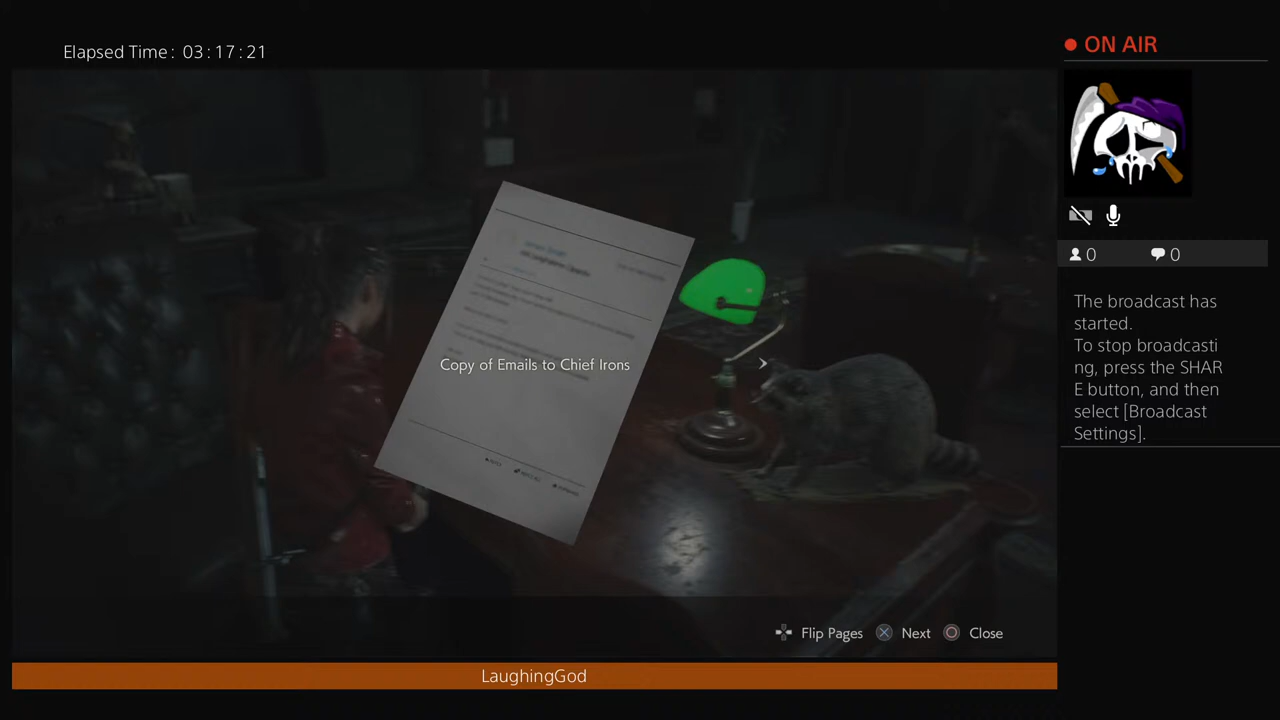 Elapsed Time: 03:17:21
ON AIR
0
0
The broadcast has
started.
To stop broadcasti
ng, press the SHAR
E button, and then
select [Broadcast
Settings].
Copy of Emails to Chief Irons
Flip Pages
Next
Close
LaughingGod